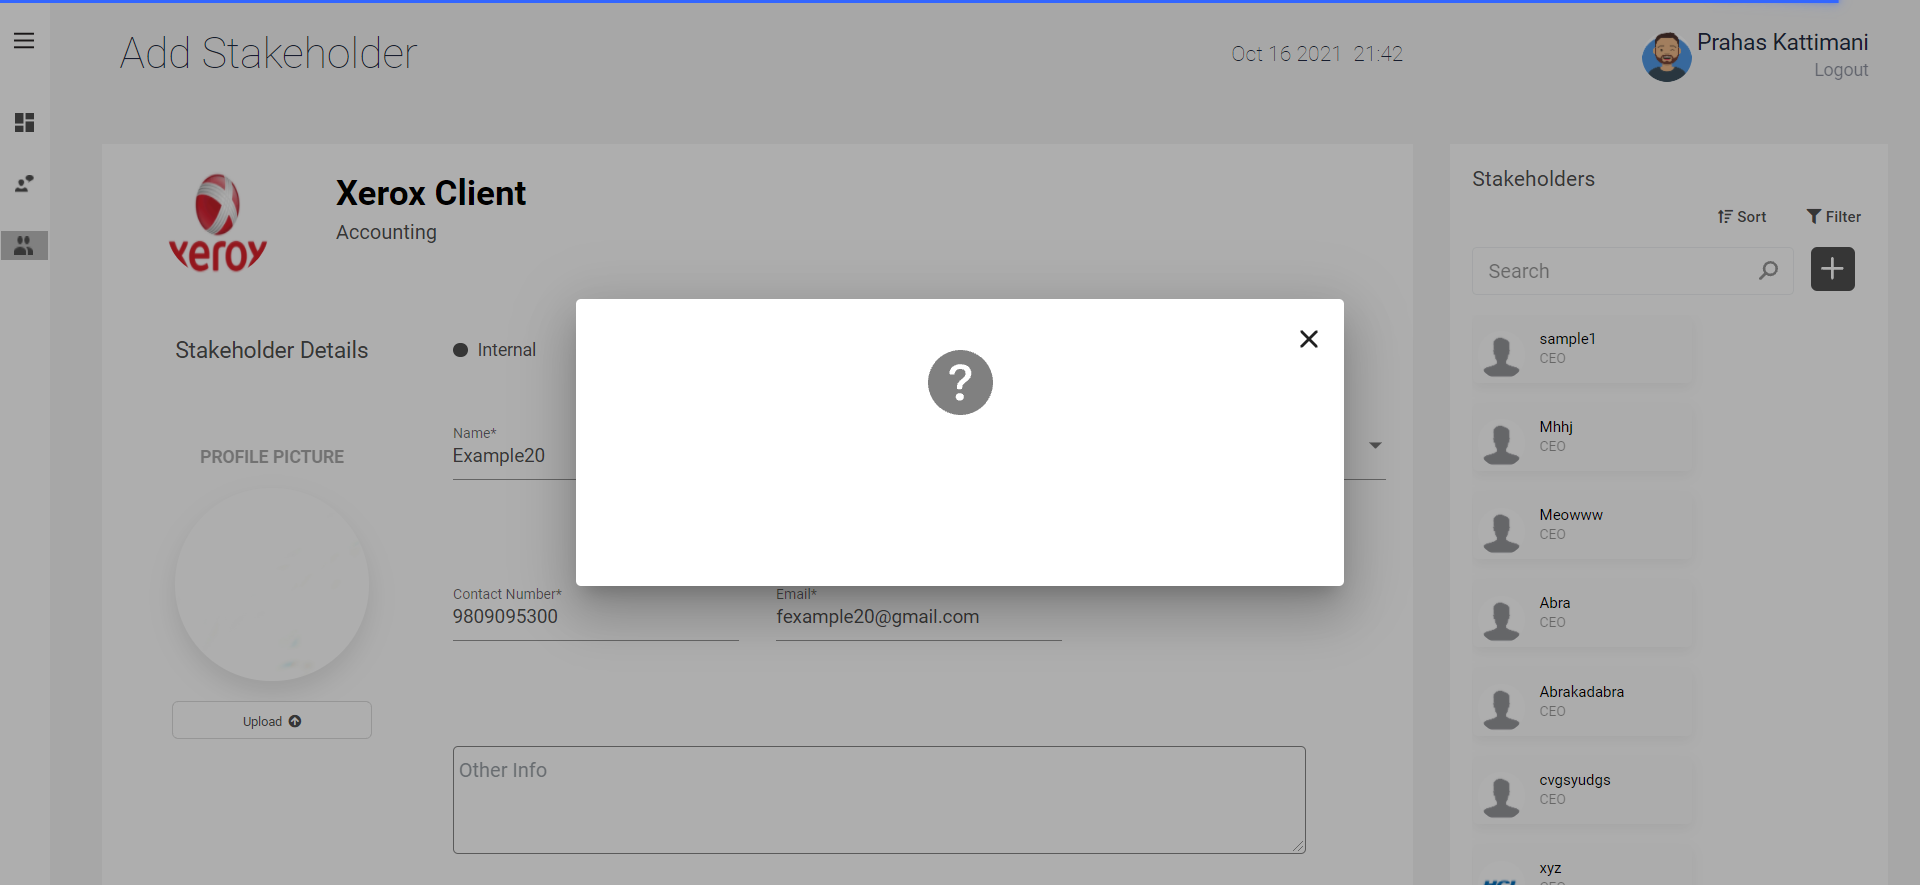 Add Stakeholder
Oct 16 2021 21:42
Prahas Kattimani
Logout
xerox
Xerox Client
Accounting
Stakeholder Details
Internal
PROFILE PICTURE
Name*
Example20
?
Contact Number*
9809095300
Email*
fexample20@gmail.com
Upload
Other Info
Stakeholders
Sort
Filter
Search
sample1
CEO
Mhhj
CEO
Meowww
CEO
Abra
CEO
Abrakadabra
CEO
cvgsyudgs
CEO
xyz